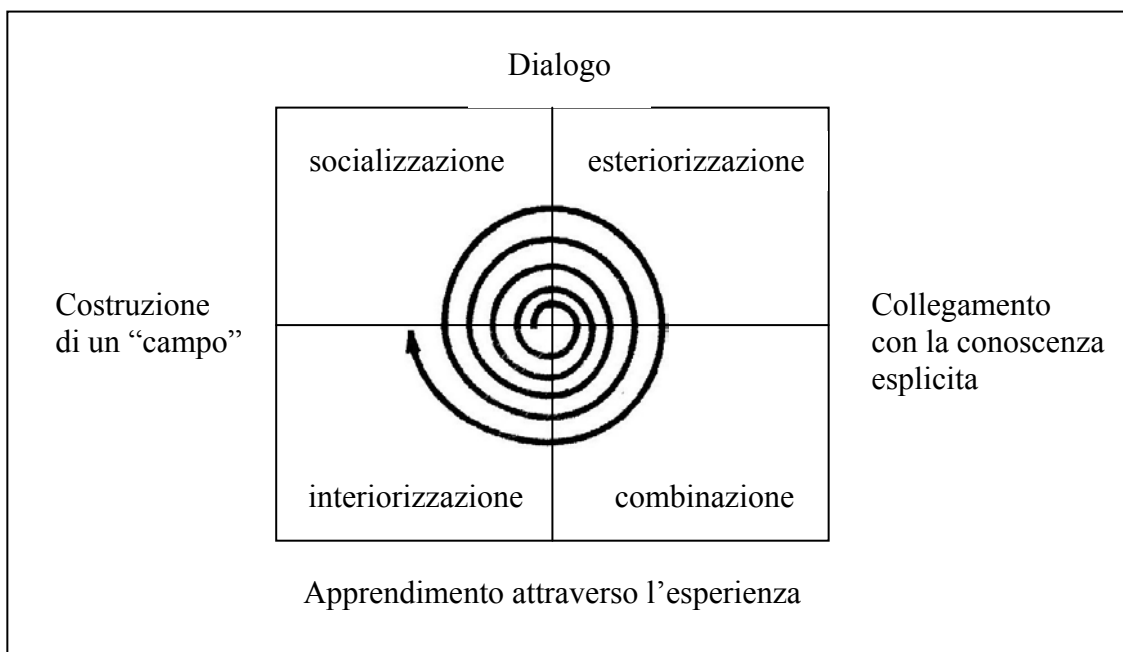 Dialogo
socializzazione
esteriorizzazione
Costruzione
di un “campo”
Collegamento
con la conoscenza
esplicita
interiorizzazione
combinazione
Apprendimento attraverso l’esperienza